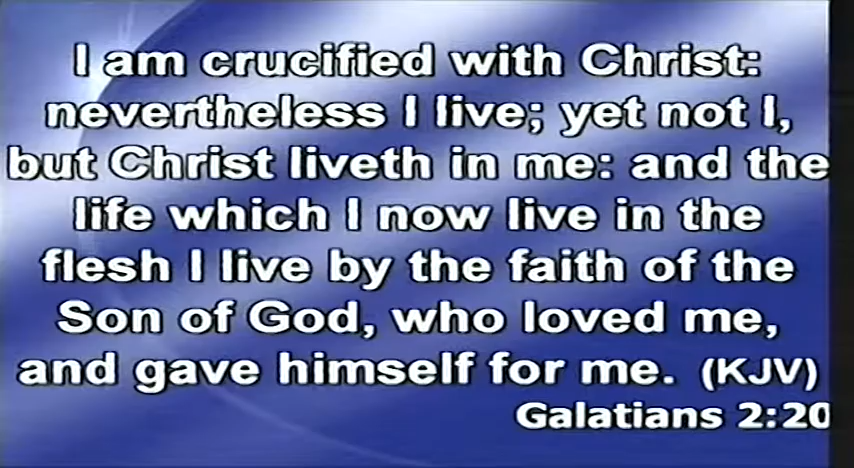 I am crucified with Christ:
nevertheless I live; yet not I,
but Christ liveth in me: and the
life which I now live in the
flesh I live by the faith of the
Son of God, who loved me,
and gave himself for me. (KJV)
Galatians 2:20